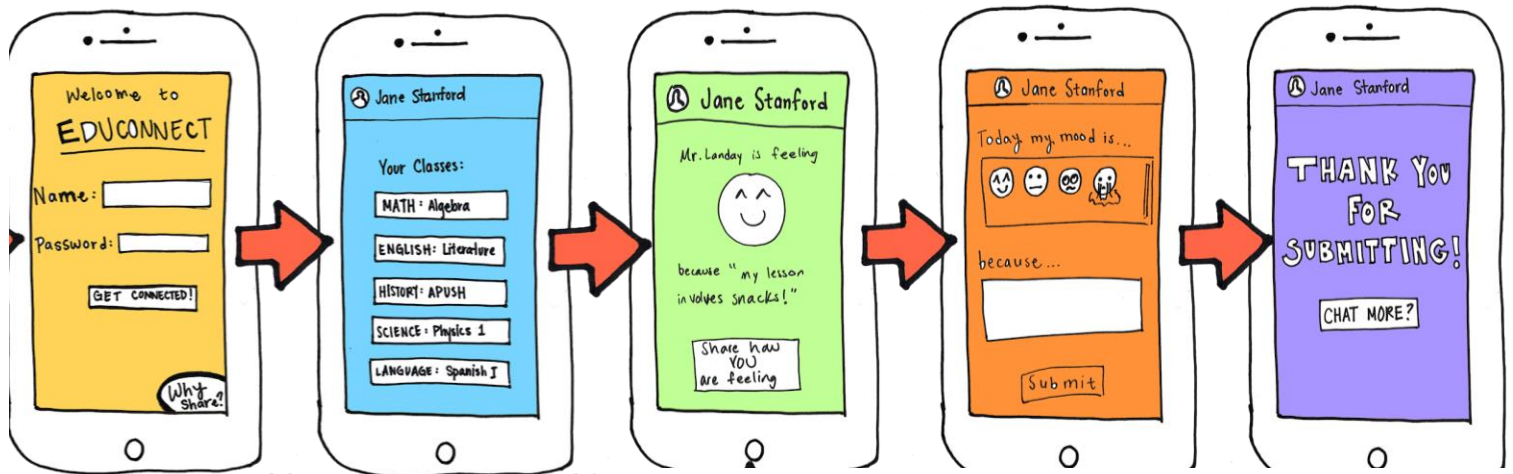 Welcome to
EDUCONNECT
Name:
Password:
GET CONNECTED!
Why
Share?
Jane Stanford
Your Classes:
MATH: Algebra
ENGLISH: Literature
HISTORY: APUSH
SCIENCE: Physics 1
LANGUAGE: Spanish I
Jane Stanford
Mr. Landay is feeling
because "my lesson
involves snacks!"
Share how
YOU
are feeling
Jane Stanford
Today my mood is...
because...
Submit
Jane Stanford
THANK YOU
FOR
SUBMITTING!
CHAT MORE?